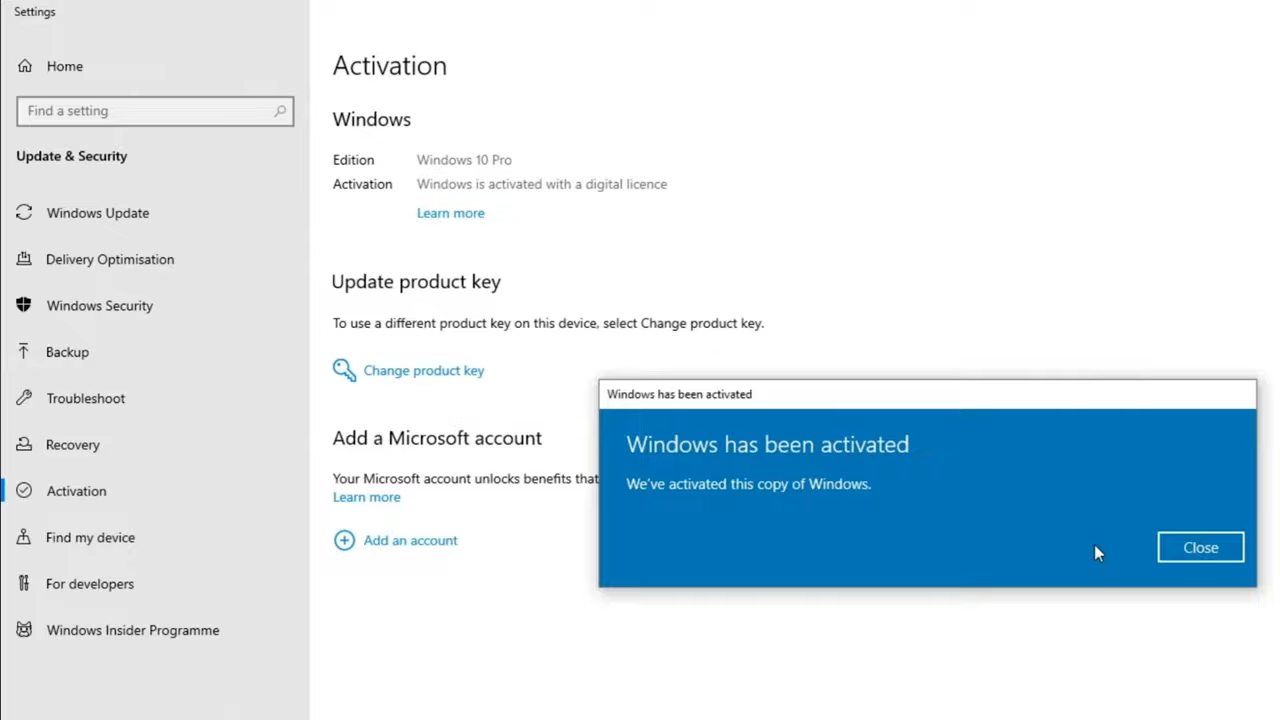 Settings
Home
Find a setting
Update & Security
Windows Update
Delivery Optimisation
Windows Security
Backup
Troubleshoot
Recovery
Activation
Find my device
For developers
Windows Insider Programme
Activation
Windows
Edition Windows 10 Pro
Activation Windows is activated with a digital licence
Learn more
Update product key
To use a different product key on this device, select Change product key.
Change product key
Add a Microsoft account
Your Microsoft account unlocks benefits that
Learn more
Add an account
Windows has been activated
Windows has been activated
We've activated this copy of Windows.
Close